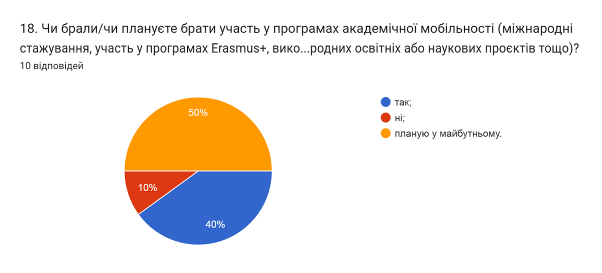 18. Чи брали/чи плануєте брати участь у програмах академічної мобільності (міжнародні
стажування, участь у програмах Erasmus+, вико...родних освітніх або наукових проєктів тощо)?
10 відповідей
50%
10%
40%
так;
ні;
планую у майбутньому.